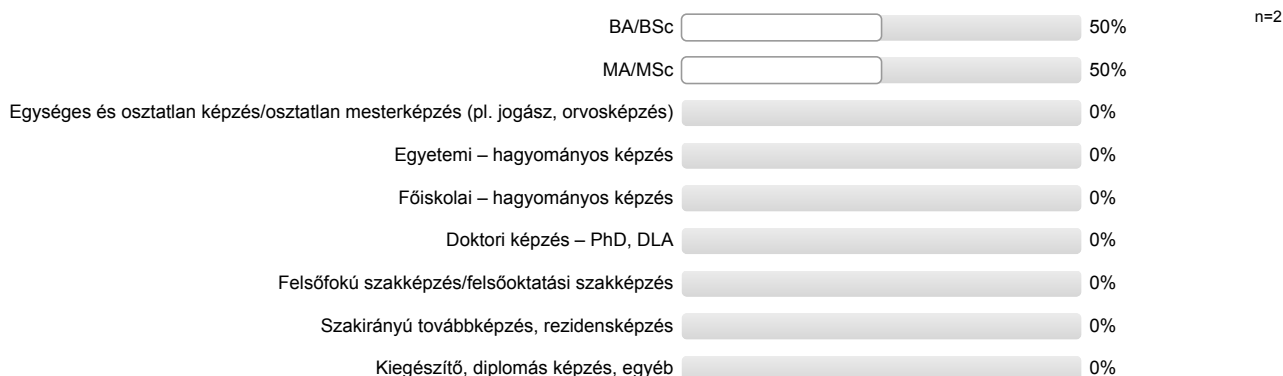 BA/BSc 50% n=2
MA/MSc 50%
Egységes és osztatlan képzés/osztatlan mesterképzés (pl. jogász, orvosképzés) 0%
Egyetemi – hagyományos képzés 0%
Főiskolai – hagyományos képzés 0%
Doktori képzés – PhD, DLA 0%
Felsőfokú szakképzés/felsőoktatási szakképzés 0%
Szakirányú továbbképzés, rezidensképzés 0%
Kiegészítő, diplomás képzés, egyéb 0%